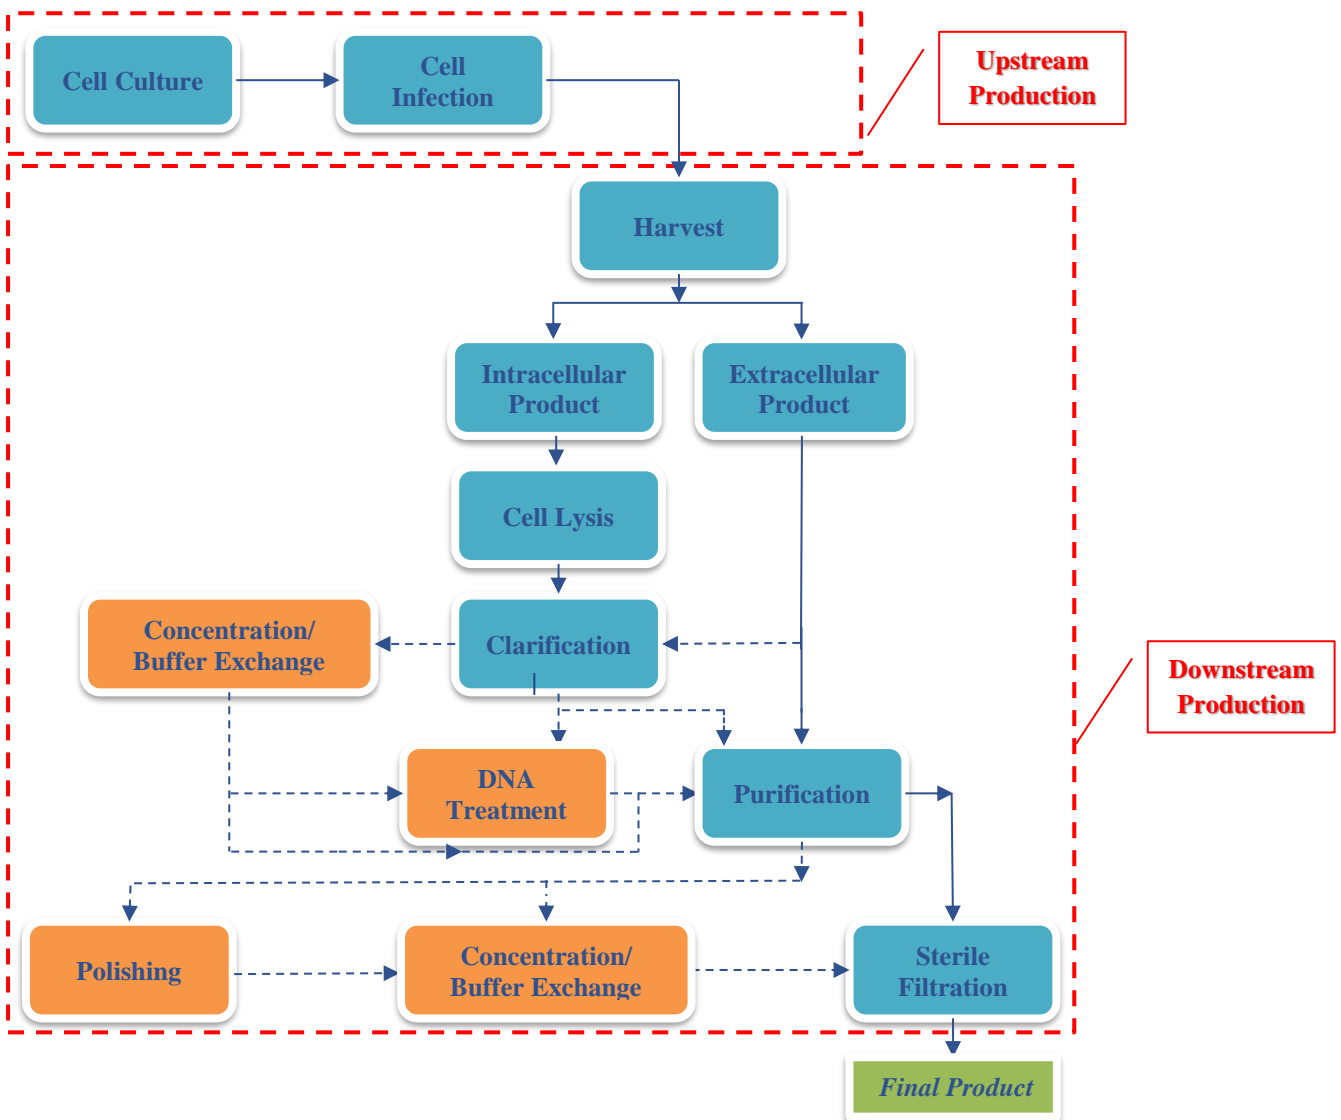 Cell Culture
Cell
Infection
Upstream
Production
Harvest
Intracellular
Product
Extracellular
Product
Cell Lysis
Concentration/
Buffer Exchange
Clarification
Downstream
Production
DNA
Treatment
Purification
Polishing
Concentration/
Buffer Exchange
Sterile
Filtration
Final Product